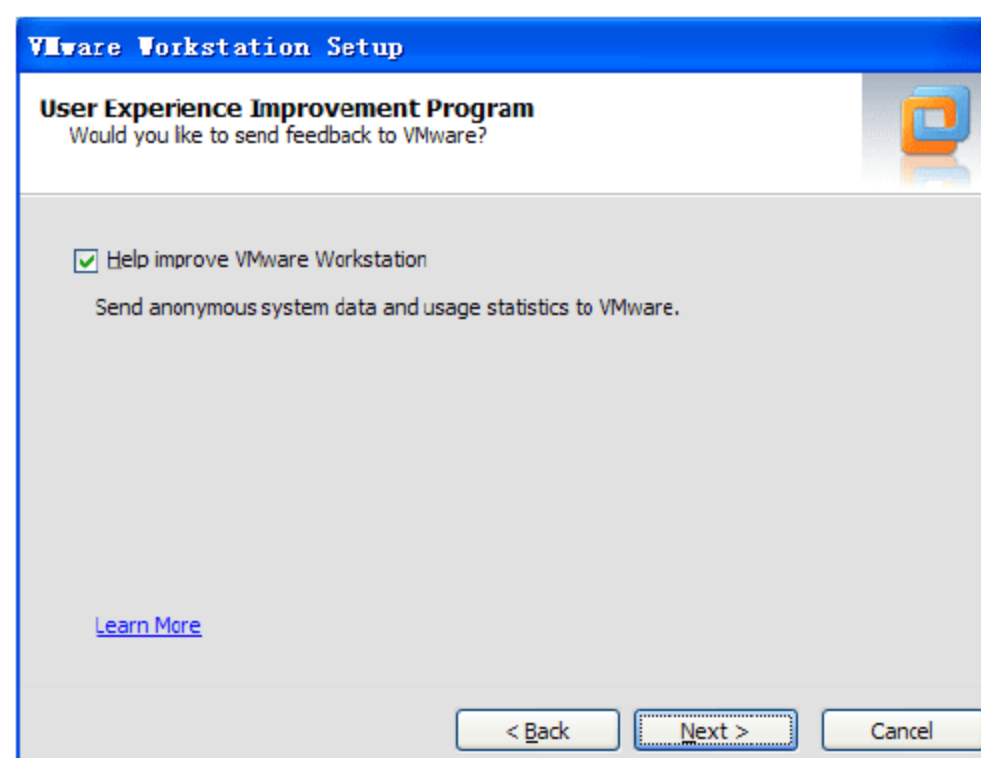 VMware Workstation Setup
User Experience Improvement Program
Would you like to send feedback to VMware?
Help improve VMware Workstation
Send anonymous system data and usage statistics to VMware.
Learn More
< Back Next > Cancel